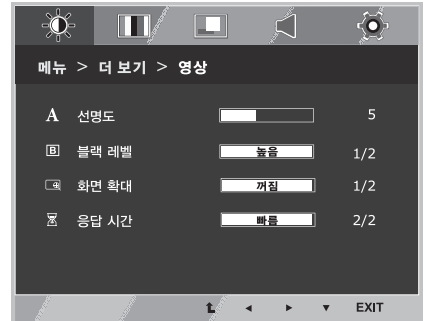 메뉴 > 더 보기 > 영상
A 선명도 5
B 블랙 레벨 높음 1/2
화면 확대 꺼짐 1/2
응답 시간 빠름 2/2
EXIT